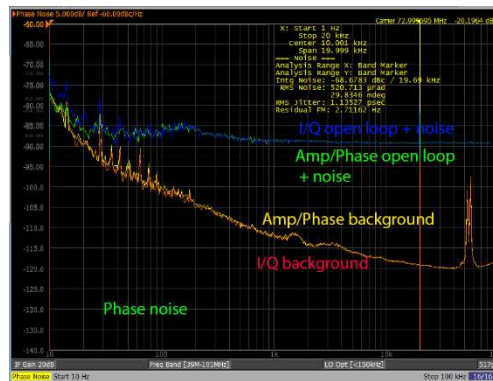 Phase Noise 5.000dB/ Ref -60.00dBc/Hz
Carrier 72.999695 MHz -20.1964 dB
-60.00
X: Start 1 Hz
Stop 20 kHz
Center 10.001 kHz
Span 19.999 kHz
=== Noise ===
Analysis Range X: Band Marker
Analysis Range Y: Band Marker
Intg Noise: -68.6783 dBc / 19.69 kHz
RMS Noise: 520.713 µrad
29.8346 mdeg
RMS Jitter: 1.13527 psec
Residual FM: 2.71162 Hz
-65.00
-70.00
-75.00
-80.00
-85.00
-90.00
-95.00
-100.0
-105.0
-110.0
-115.0
-120.0
-125.0
-130.0
-135.0
-140.0
I/Q open loop + noise
Amp/Phase open loop
+ noise
Amp/Phase background
I/Q background
Phase noise
10
100
1k
10k
IF Gain 20dB
Freq Band [39M-101MHz]
LO Opt [<150kHz]
Phase Noise Start 10 Hz
Stop 100 kHz
16/16